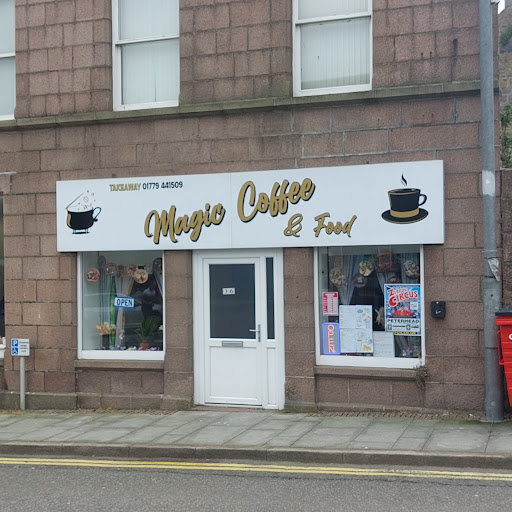 TAKEAWAY 01779 441509
Magic Coffee
& Food
OPEN
CIRCUS
PETERHEAD